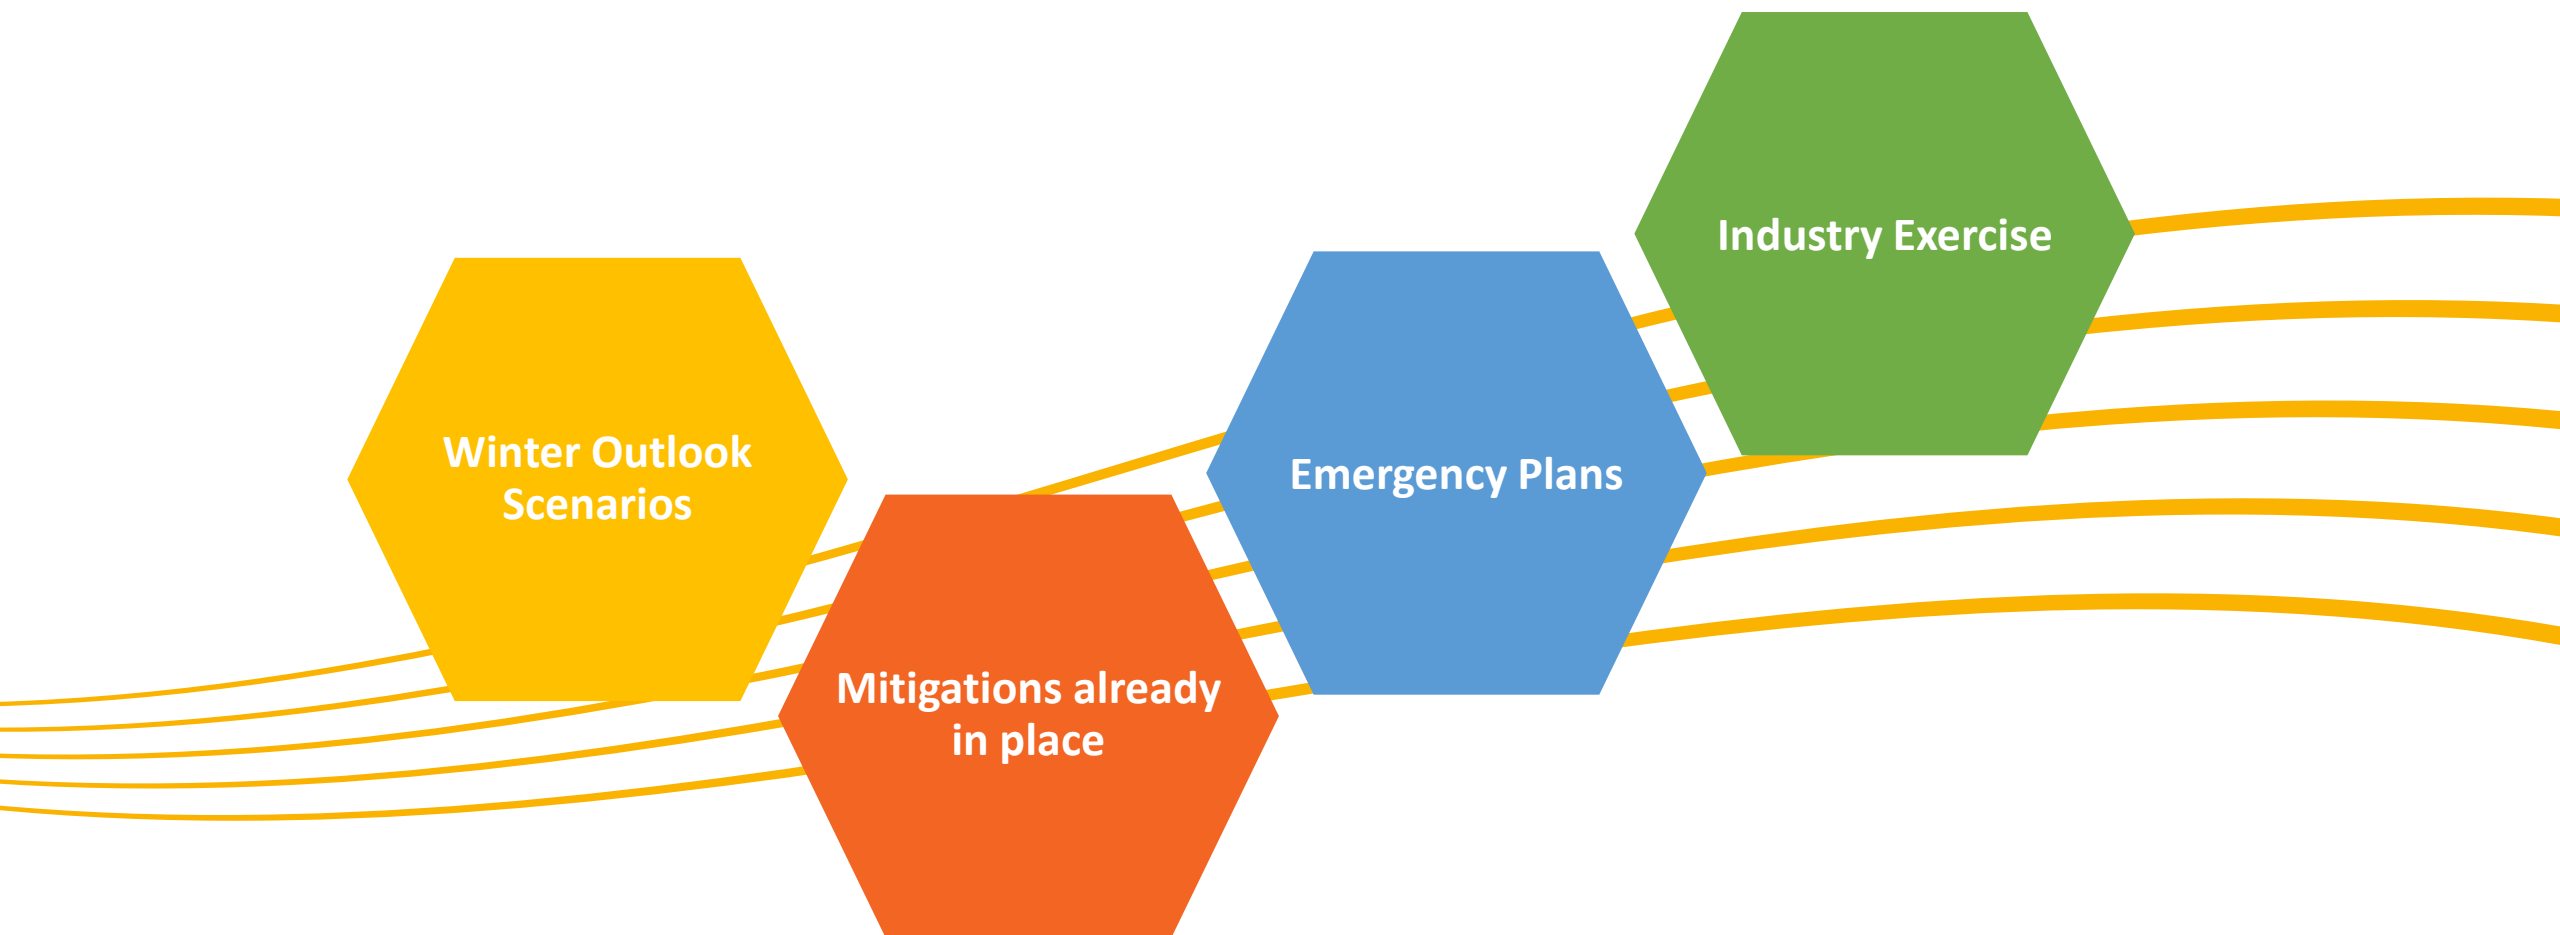 Winter Outlook
Scenarios
Mitigations already
in place
Emergency Plans
Industry Exercise